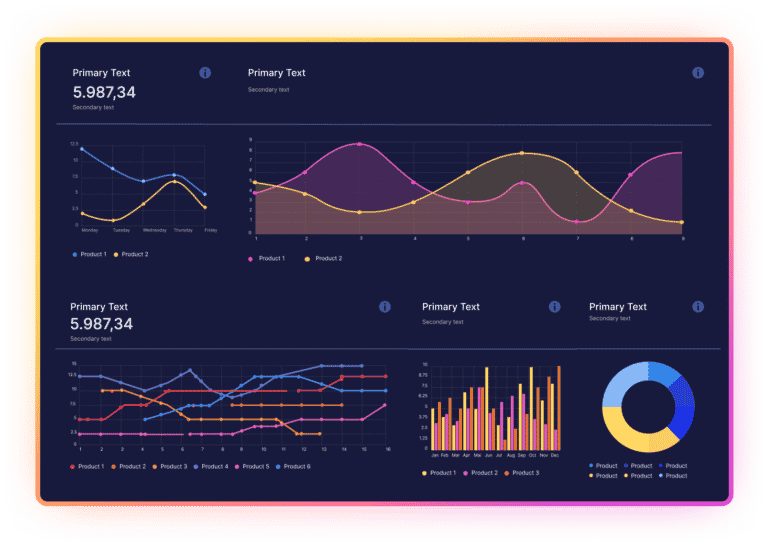 Primary Text
5.987,34
Secondary text
12.5
10
7.5
5
2.5
0
Monday Tuesday Wednesday Thursday Friday
Product 1 Product 2
Primary Text
Secondary text
9
8
7
6
5
4
3
2
1
0
1 2 3 4 5 6 7 8 9
Product 1 Product 2
Primary Text
5.987,34
Secondary text
15
12.5
10
7.5
5
2.5
0
1 2 3 4 5 6 7 8 9 10 11 12 13 14 15 16
Product 1 Product 2 Product 3 Product 4 Product 5 Product 6
Primary Text
Secondary text
8.75
7.5
6.25
5
3.75
2.5
1.25
0
Jan Feb Mar Apr Mai Jun Jul Aug Sep Oct Nov Dec
Product 1 Product 2 Product 3
Primary Text
Secondary text
Product Product Product
Product Product Product